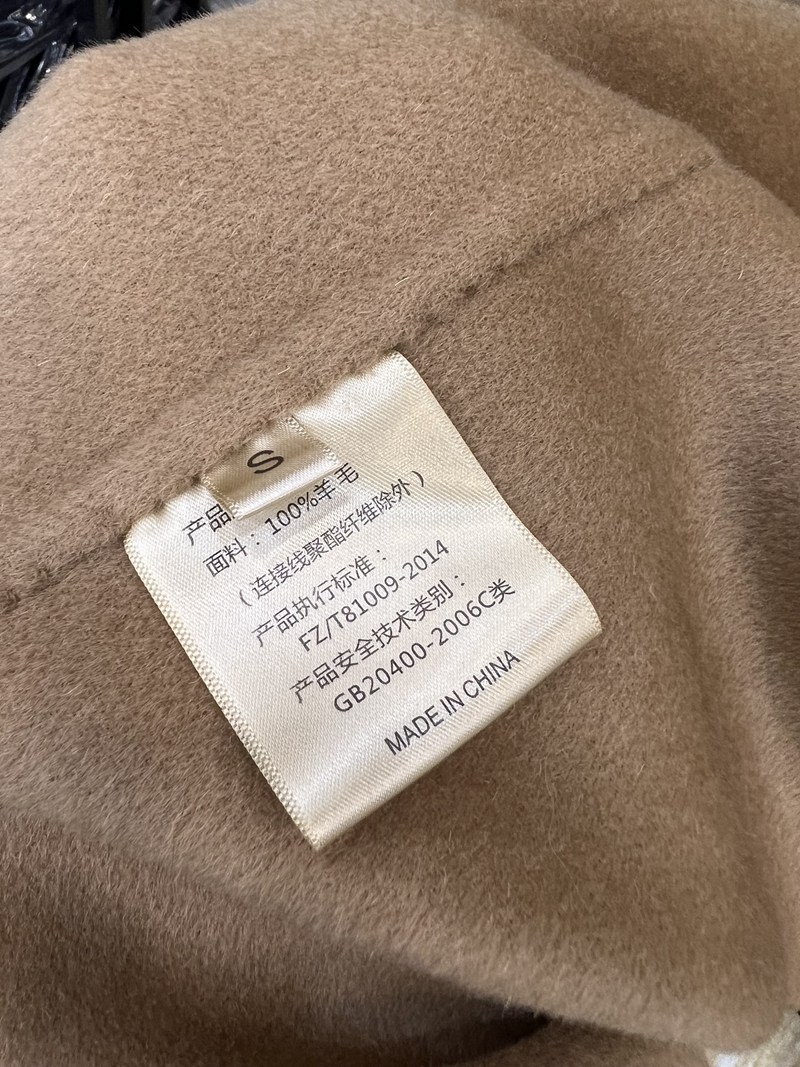 S
产品
面料：100%羊毛
（连接线聚酯纤维除外）
产品执行标准：
FZ/T81009-2014
产品安全技术类别：
GB20400-2006C类
MADE IN CHINA